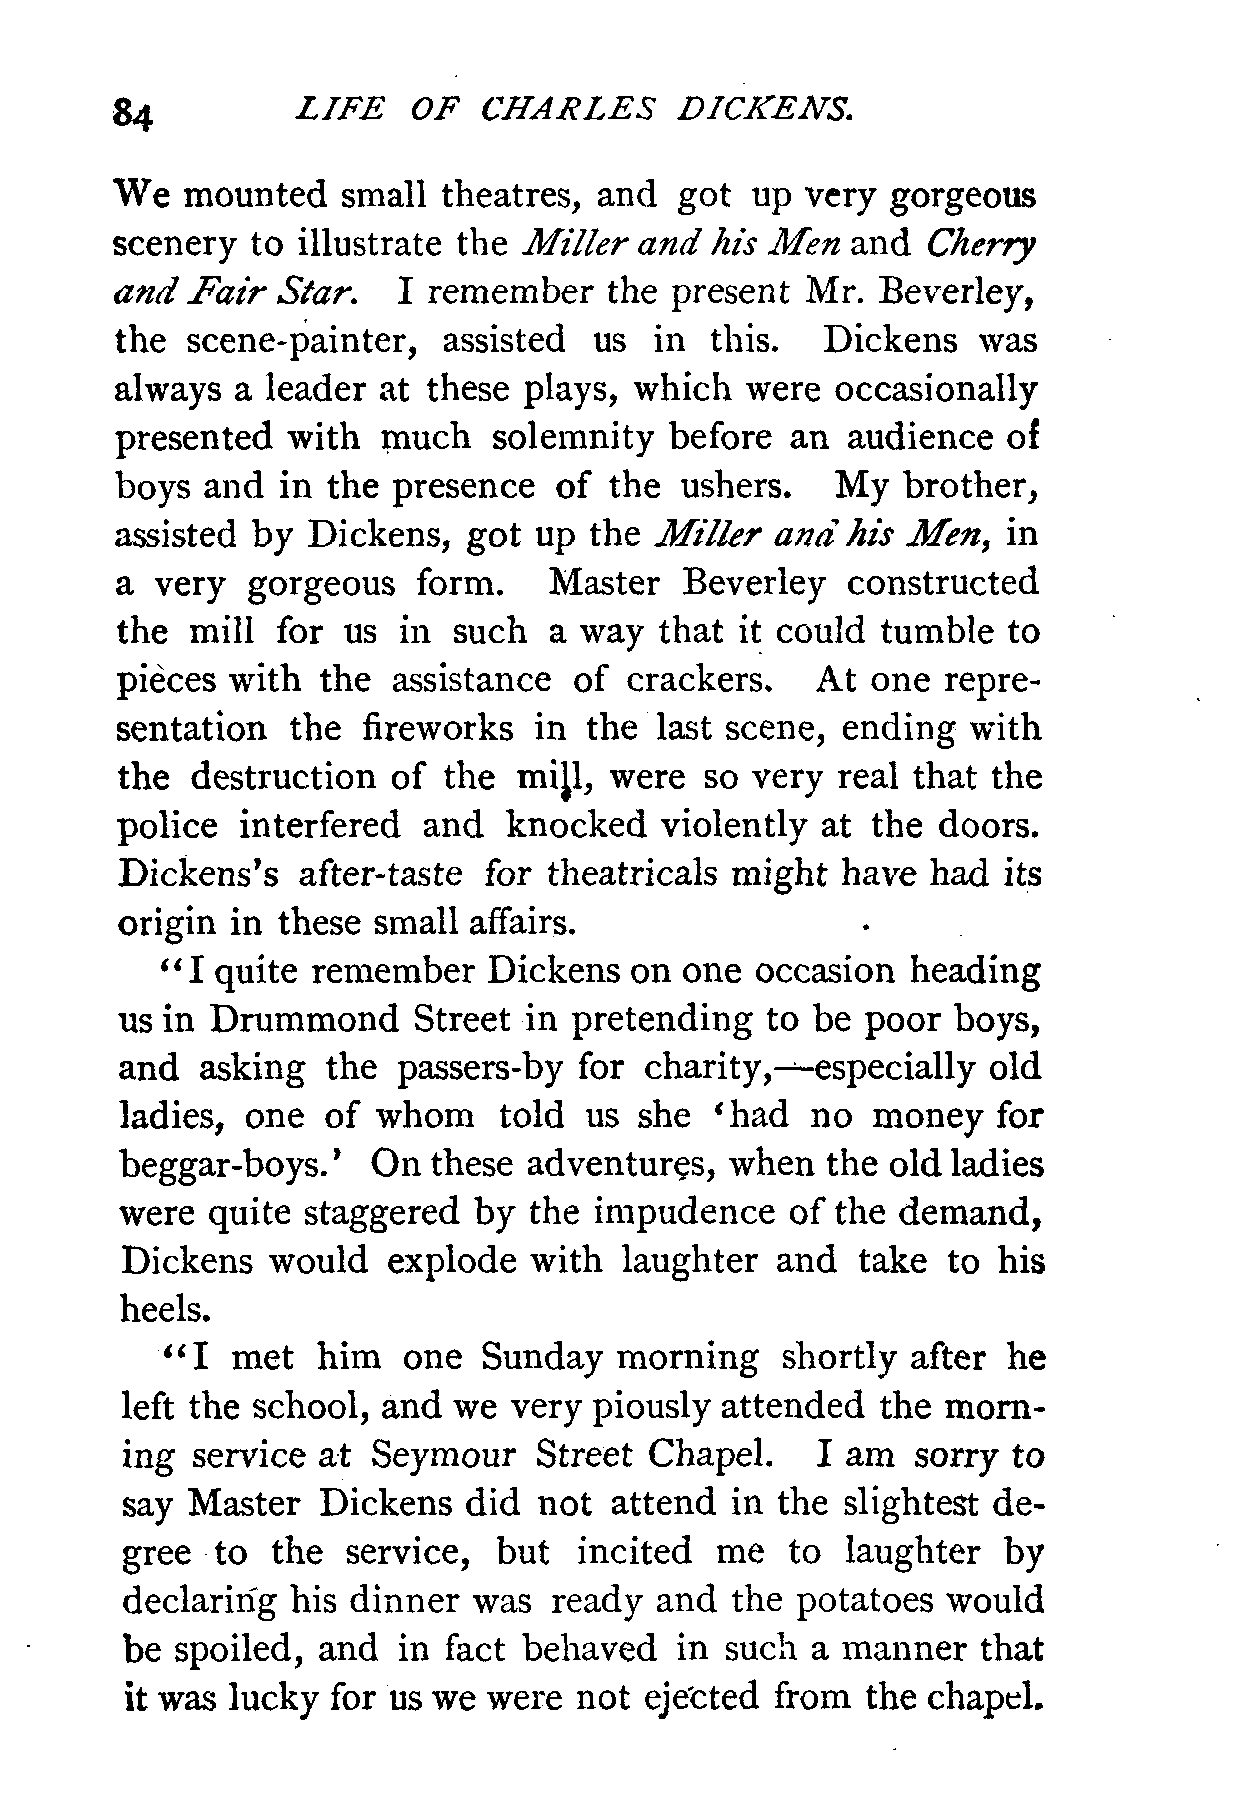 84 LIFE OF CHARLES DICKENS.
We mounted small theatres, and got up very gorgeous
scenery to illustrate the Miller and his Men and Cherry
and Fair Star. I remember the present Mr. Beverley,
the scene-painter, assisted us in this. Dickens was
always a leader at these plays, which were occasionally
presented with much solemnity before an audience of
boys and in the presence of the ushers. My brother,
assisted by Dickens, got up the Miller and his Men, in
a very gorgeous form. Master Beverley constructed
the mill for us in such a way that it could tumble to
pieces with the assistance of crackers. At one repre-
sentation the fireworks in the last scene, ending with
the destruction of the mill, were so very real that the
police interfered and knocked violently at the doors.
Dickens's after-taste for theatricals might have had its
origin in these small affairs.
"I quite remember Dickens on one occasion heading
us in Drummond Street in pretending to be poor boys,
and asking the passers-by for charity,—especially old
ladies, one of whom told us she 'had no money for
beggar-boys.' On these adventures, when the old ladies
were quite staggered by the impudence of the demand,
Dickens would explode with laughter and take to his
heels.
"I met him one Sunday morning shortly after he
left the school, and we very piously attended the morn-
ing service at Seymour Street Chapel. I am sorry to
say Master Dickens did not attend in the slightest de-
gree to the service, but incited me to laughter by
declaring his dinner was ready and the potatoes would
be spoiled, and in fact behaved in such a manner that
it was lucky for us we were not ejected from the chapel.